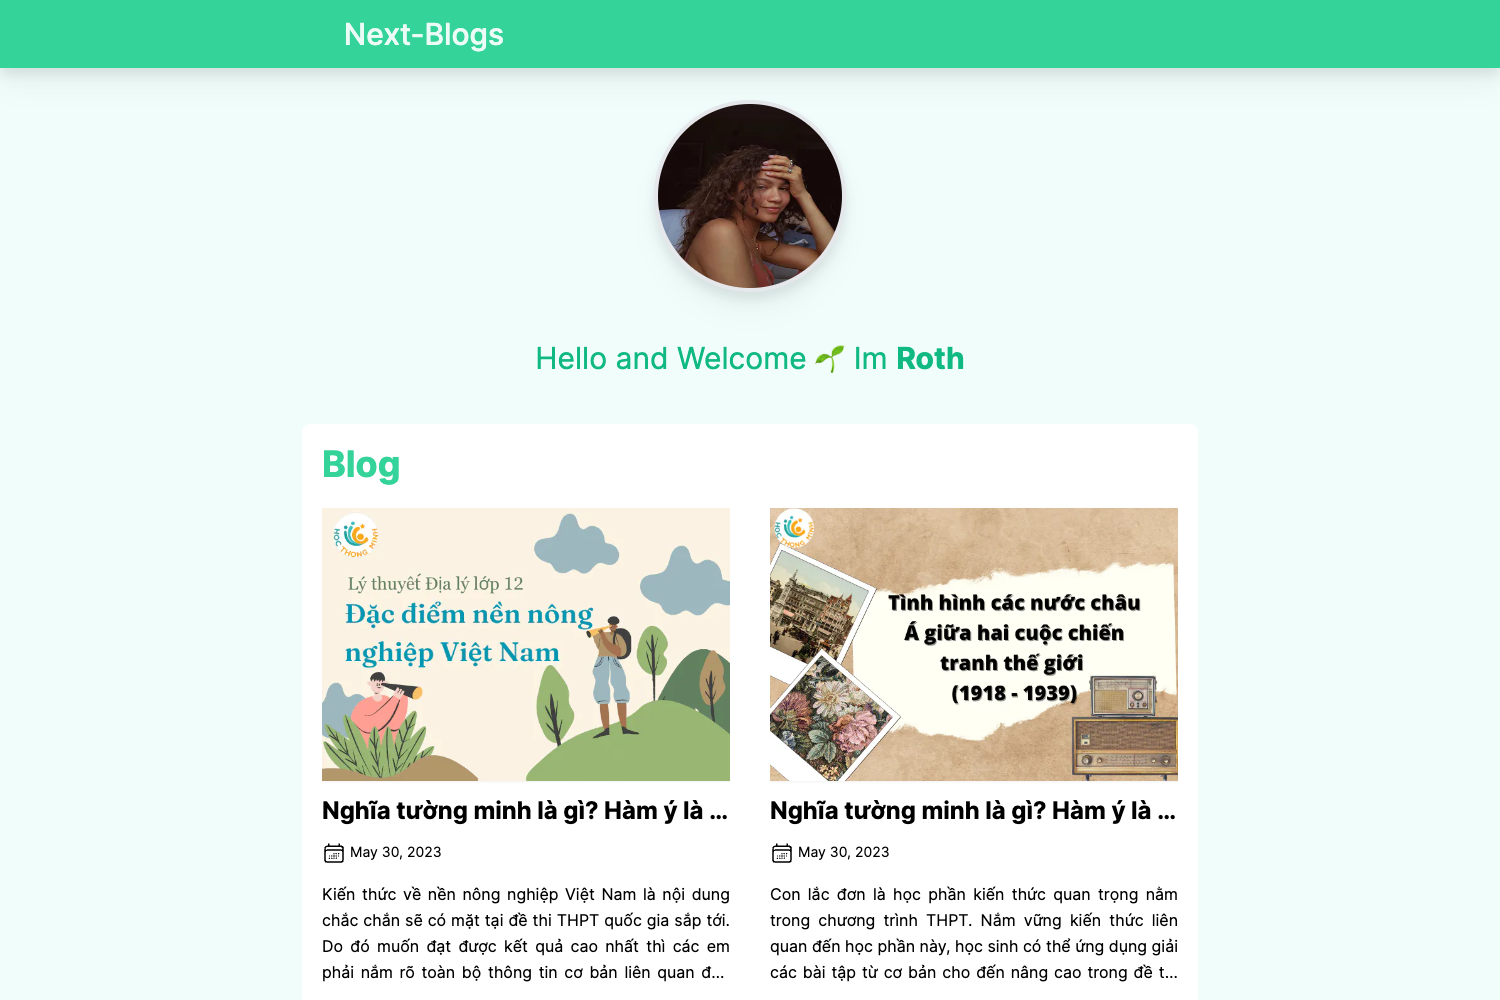 Next-Blogs
Hello and Welcome 🌱 Im Roth
Blog
HOC THONG MINH
Lý thuyết Địa lý lớp 12
Đặc điểm nền nông
nghiệp Việt Nam
HOC THONG MINH
Tình hình các nước châu
Á giữa hai cuộc chiến
tranh thế giới
(1918 - 1939)
Nghĩa tường minh là gì? Hàm ý là ...
May 30, 2023
Kiến thức về nền nông nghiệp Việt Nam là nội dung
chắc chắn sẽ có mặt tại đề thi THPT quốc gia sắp tới.
Do đó muốn đạt được kết quả cao nhất thì các em
phải nắm rõ toàn bộ thông tin cơ bản liên quan đ...
Nghĩa tường minh là gì? Hàm ý là ...
May 30, 2023
Con lắc đơn là học phần kiến thức quan trọng nằm
trong chương trình THPT. Nắm vững kiến thức liên
quan đến học phần này, học sinh có thể ứng dụng giải
các bài tập từ cơ bản cho đến nâng cao trong đề t...